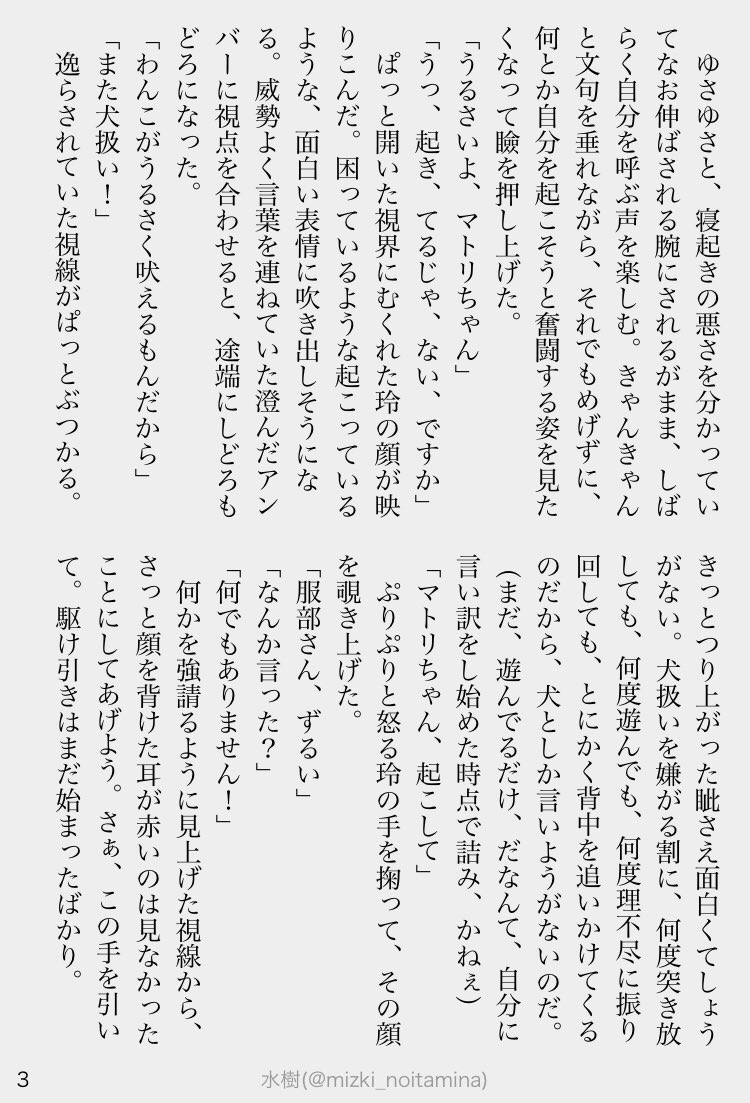 ゆさゆさと、寝起きの悪さを分かってい
てなお伸ばされる腕にされるがまま、しば
らく自分を呼ぶ声を楽しむ。きゃんきゃん
と文句を垂れながら、それでもめげずに、
何とか自分を起こそうと奮闘する姿を見た
くなって瞼を押し上げた。
「うるさいよ、マトリちゃん」
「うっ、起き、てるじゃ、ない、ですか」
　ぱっと開いた視界にむくれた玲の顔が映
りこんだ。困っているような起こっている
ような、面白い表情に吹き出しそうにな
る。威勢よく言葉を連ねていた澄んだアン
バーに視点を合わせると、途端にしどろも
どろになった。
「わんこがうるさく吠えるもんだから」
「また犬扱い！」
　逸らされていた視線がぱっとぶつかる。
きっとつり上がった眦さえ面白くてしょう
がない。犬扱いを嫌がる割に、何度突き放
しても、何度遊んでも、何度理不尽に振り
回しても、とにかく背中を追いかけてくる
のだから、犬としか言いようがないのだ。
（まだ、遊んでるだけ、だなんて、自分に
言い訳をし始めた時点で詰み、かねぇ）
「マトリちゃん、起こして」
　ぷりぷりと怒る玲の手を掬って、その顔
を覗き上げた。
「服部さん、ずるい」
「なんか言った？」
「何でもありません！」
　何かを強請るように見上げた視線から、
さっと顔を背けた耳が赤いのは見なかった
ことにしてあげよう。さぁ、この手を引い
て。駆け引きはまだ始まったばかり。
3
水樹(@mizki_noitamina)